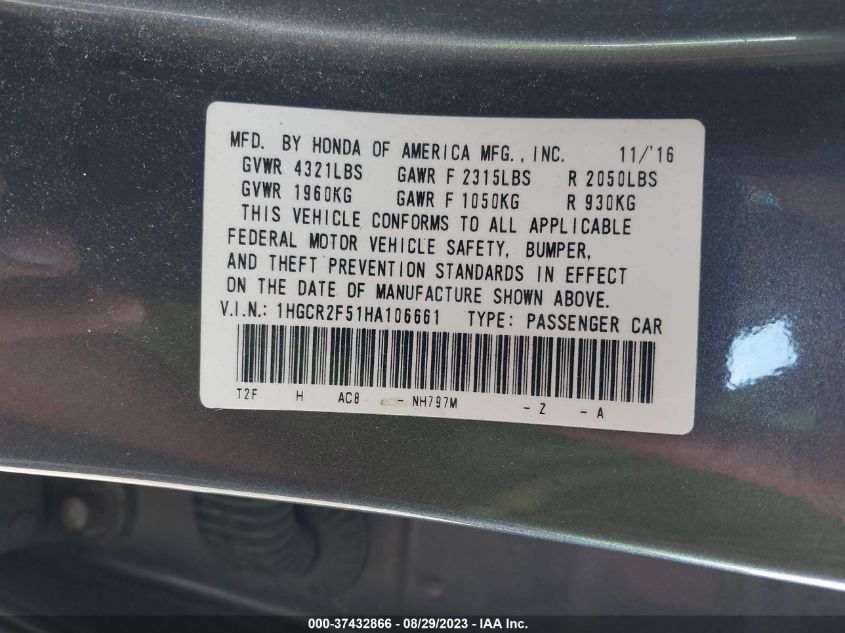 MFD. BY HONDA OF AMERICA MFG., INC. 11/'16
GVWR 4321LBS GAWR F 2315LBS R 2050LBS
GVWR 1960KG GAWR F 1050KG R 930KG
THIS VEHICLE CONFORMS TO ALL APPLICABLE
FEDERAL MOTOR VEHICLE SAFETY, BUMPER,
AND THEFT PREVENTION STANDARDS IN EFFECT
ON THE DATE OF MANUFACTURE SHOWN ABOVE.
V.I.N.: 1HGCR2F51HA106661 TYPE: PASSENGER CAR
T2F H AC8 - NH797M - Z - A
000-37432866 - 08/29/2023 - IAA Inc.